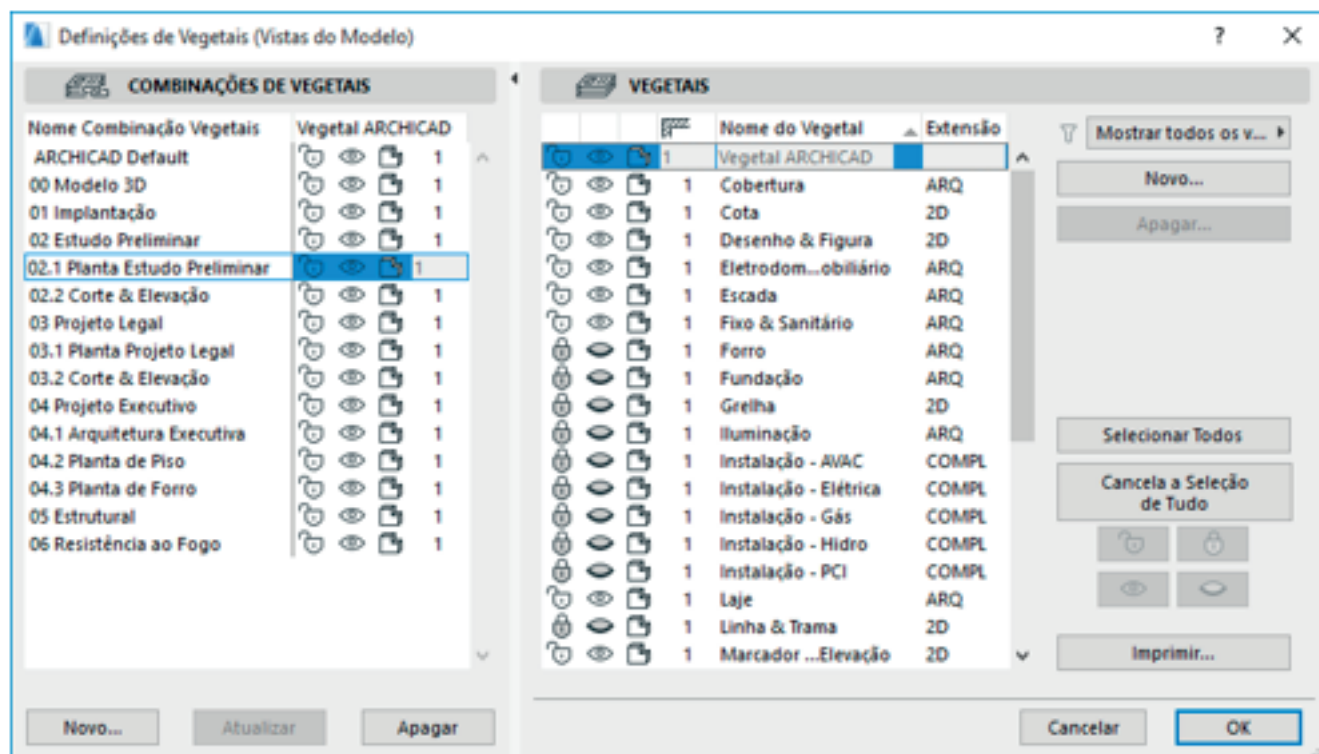 Definições de Vegetais (Vistas do Modelo) ? ×
COMBINAÇÕES DE VEGETAIS
Nome Combinação Vegetais Vegetal ARCHICAD
ARCHICAD Default 1
00 Modelo 3D 1
01 Implantação 1
02 Estudo Preliminar 1
02.1 Planta Estudo Preliminar 1
02.2 Corte & Elevação 1
03 Projeto Legal 1
03.1 Planta Projeto Legal 1
03.2 Corte & Elevação 1
04 Projeto Executivo 1
04.1 Arquitetura Executiva 1
04.2 Planta de Piso 1
04.3 Planta de Forro 1
05 Estrutural 1
06 Resistência ao Fogo 1
Novo... Atualizar Apagar
VEGETAIS
Nome do Vegetal Extensão
1 Vegetal ARCHICAD
1 Cobertura ARQ
1 Cota 2D
1 Desenho & Figura 2D
1 Eletrodom...obiliário ARQ
1 Escada ARQ
1 Fixo & Sanitário ARQ
1 Forro ARQ
1 Fundação ARQ
1 Grelha 2D
1 Iluminação ARQ
1 Instalação - AVAC COMPL
1 Instalação - Elétrica COMPL
1 Instalação - Gás COMPL
1 Instalação - Hidro COMPL
1 Instalação - PCI COMPL
1 Laje ARQ
1 Linha & Trama 2D
1 Marcador ...Elevação 2D
Mostrar todos os v...
Novo...
Apagar...
Selecionar Todos
Cancela a Seleção
de Tudo
Imprimir...
Cancelar OK